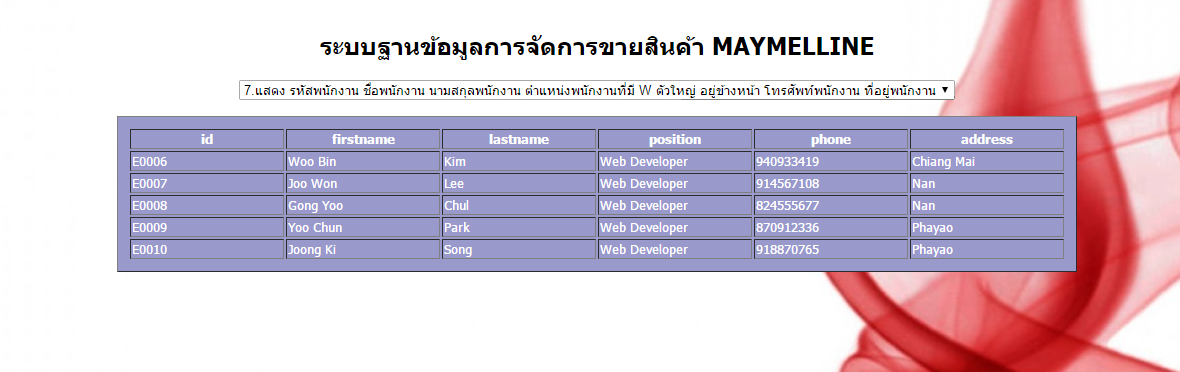 ระบบฐานข้อมูลการจัดการขายสินค้า MAYMELLINE
7.แสดง รหัสพนักงาน ชื่อพนักงาน นามสกุลพนักงาน ตำแหน่งพนักงานที่มี W ตัวใหญ่ อยู่ข้างหน้า โทรศัพท์พนักงาน ที่อยู่พนักงาน
id firstname lastname position phone address
E0006 Woo Bin Kim Web Developer 940933419 Chiang Mai
E0007 Joo Won Lee Web Developer 914567108 Nan
E0008 Gong Yoo Chul Web Developer 824555677 Nan
E0009 Yoo Chun Park Web Developer 870912336 Phayao
E0010 Joong Ki Song Web Developer 918870765 Phayao